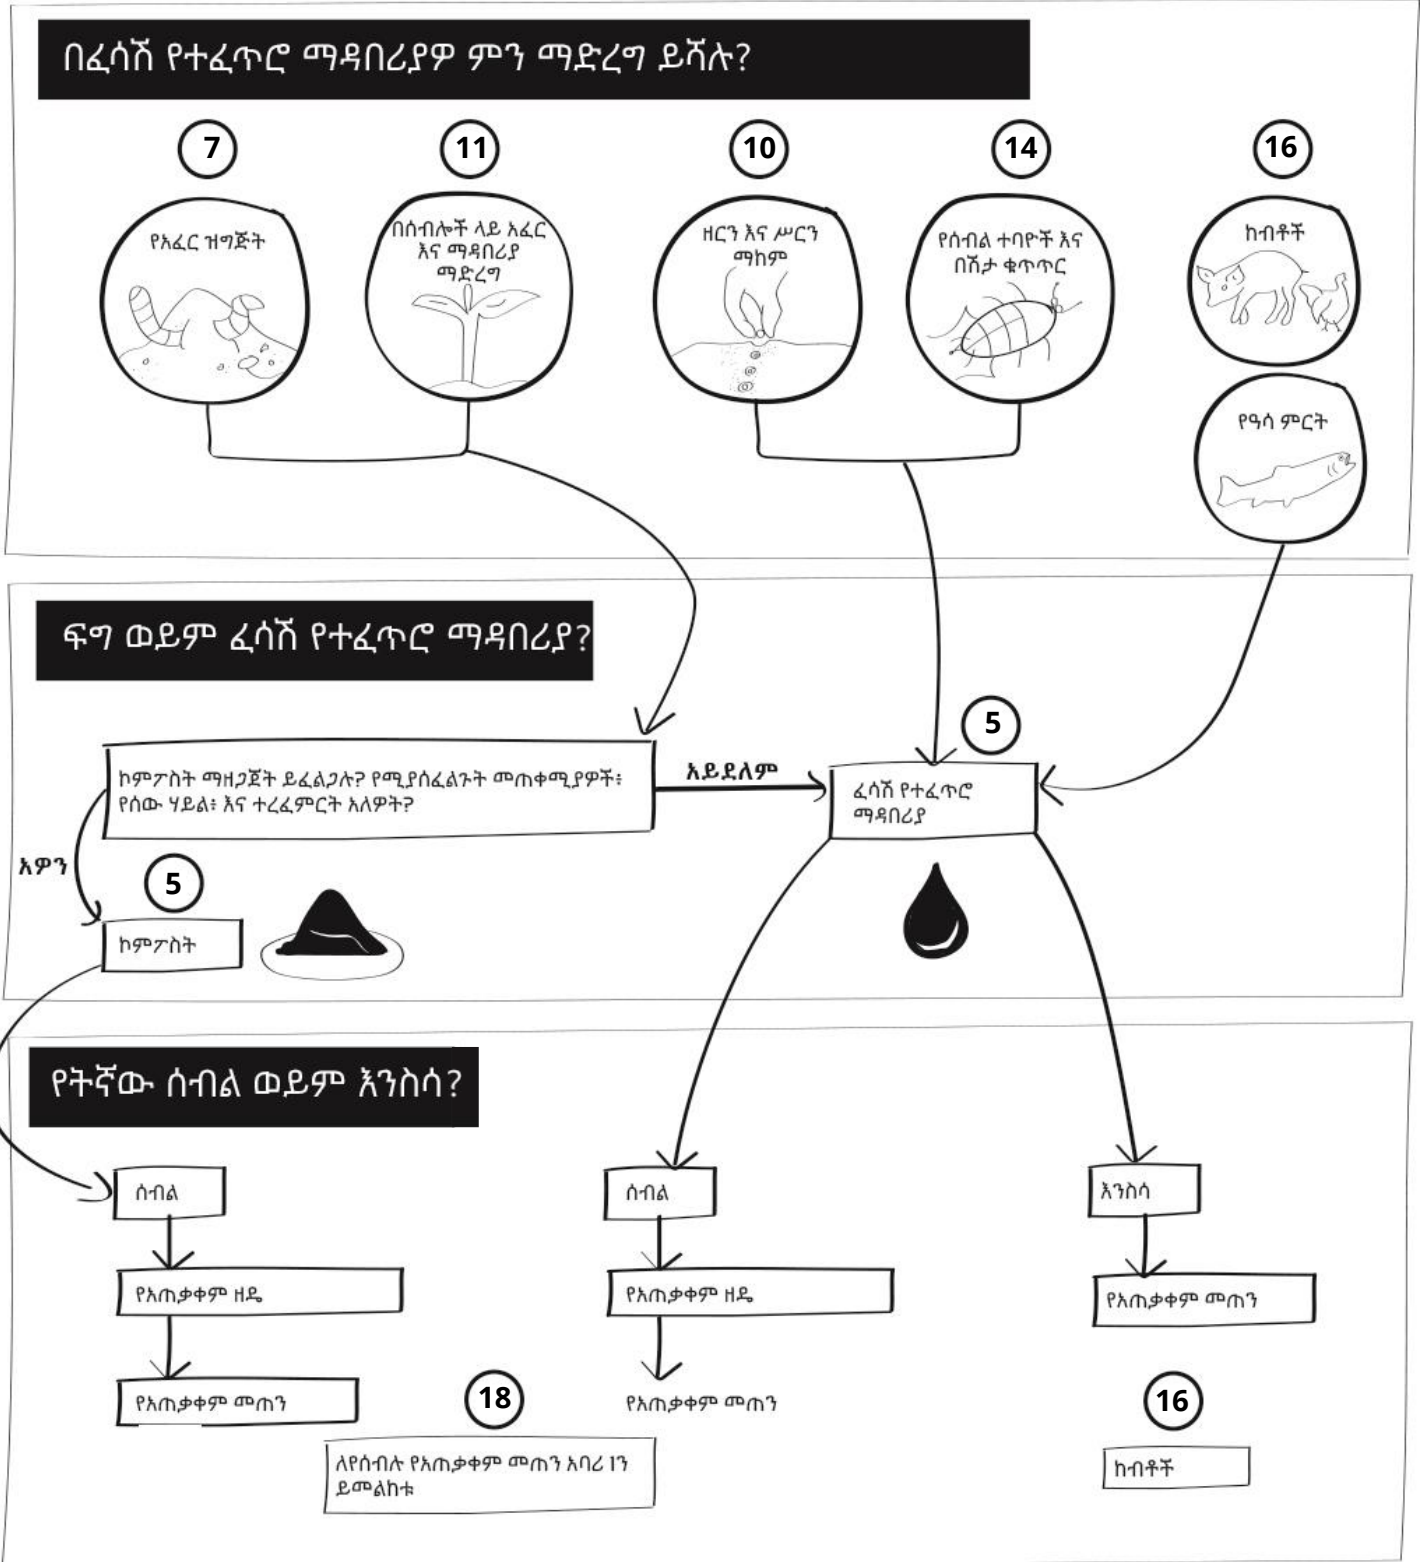 በፈሳሽ የተፈጥሮ ማዳበሪያዎ ምን ማድረግ ይሻሉ?
7
11
10
14
16
የአፈር ዝግጅት
በሰብሎች ላይ አፈር
እና ማዳበሪያ
ማድረግ
ዘርን እና ሥርን
ማከም
የሰብል ተባዮች እና
በሽታ ቁጥጥር
ከብቶች
የዓሳ ምርት
ፍግ ወይም ፈሳሽ የተፈጥሮ ማዳበሪያ?
5
ኮምፖስት ማዘጋጀት ይፈልጋሉ? የሚያሰፈልጉት መጠቀሚያዎች፥
የሰው ሃይል፥ እና ተረፈምርት አለዎት?
አይደለም
ፈሳሽ የተፈጥሮ
ማዳበሪያ
አዎን
5
ኮምፖስት
የትኛው ሰብል ወይም እንስሳ?
ሰብል
ሰብል
እንስሳ
የአጠቃቀም ዘዴ
የአጠቃቀም ዘዴ
የአጠቃቀም መጠን
የአጠቃቀም መጠን
18
የአጠቃቀም መጠን
16
ለየሰብሉ የአጠቃቀም መጠን አባሪ 1ን
ይመልከቱ
ከብቶች